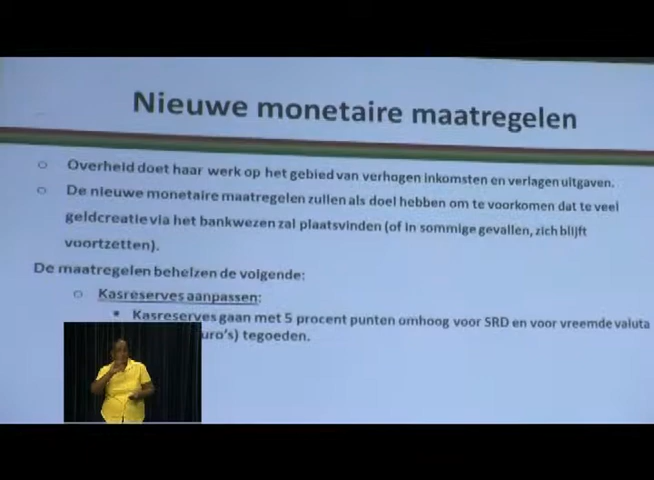 Nieuwe monetaire maatregelen
Overheid doet haar werk op het gebied van verhogen inkomsten en verlagen uitgaven.
De nieuwe monetaire maatregelen zullen als doel hebben om te voorkomen dat te veel
geldcreatie via het bankwezen zal plaatsvinden (of in sommige gevallen, zich blijft
voortzetten).
De maatregelen behelzen de volgende:
Kasreserves aanpassen:
Kasreserves gaan met 5 procent punten omhoog voor SRD en voor vreemde valuta
uro's) tegoeden.